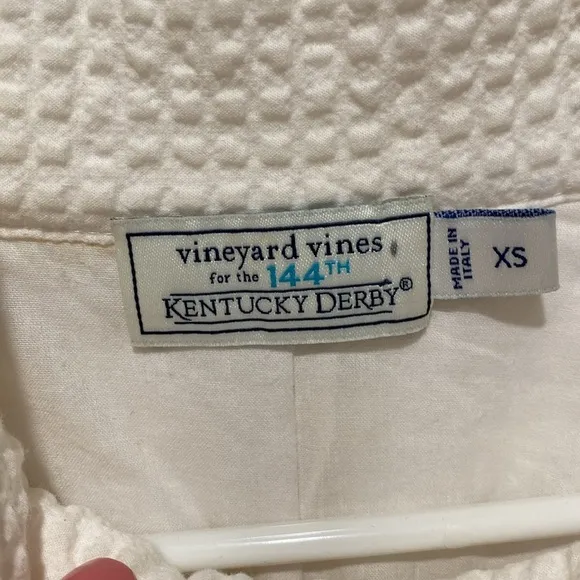 vineyard vines
for the 144TH
KENTUCKY DERBY®
MADE IN
ITALY
XS